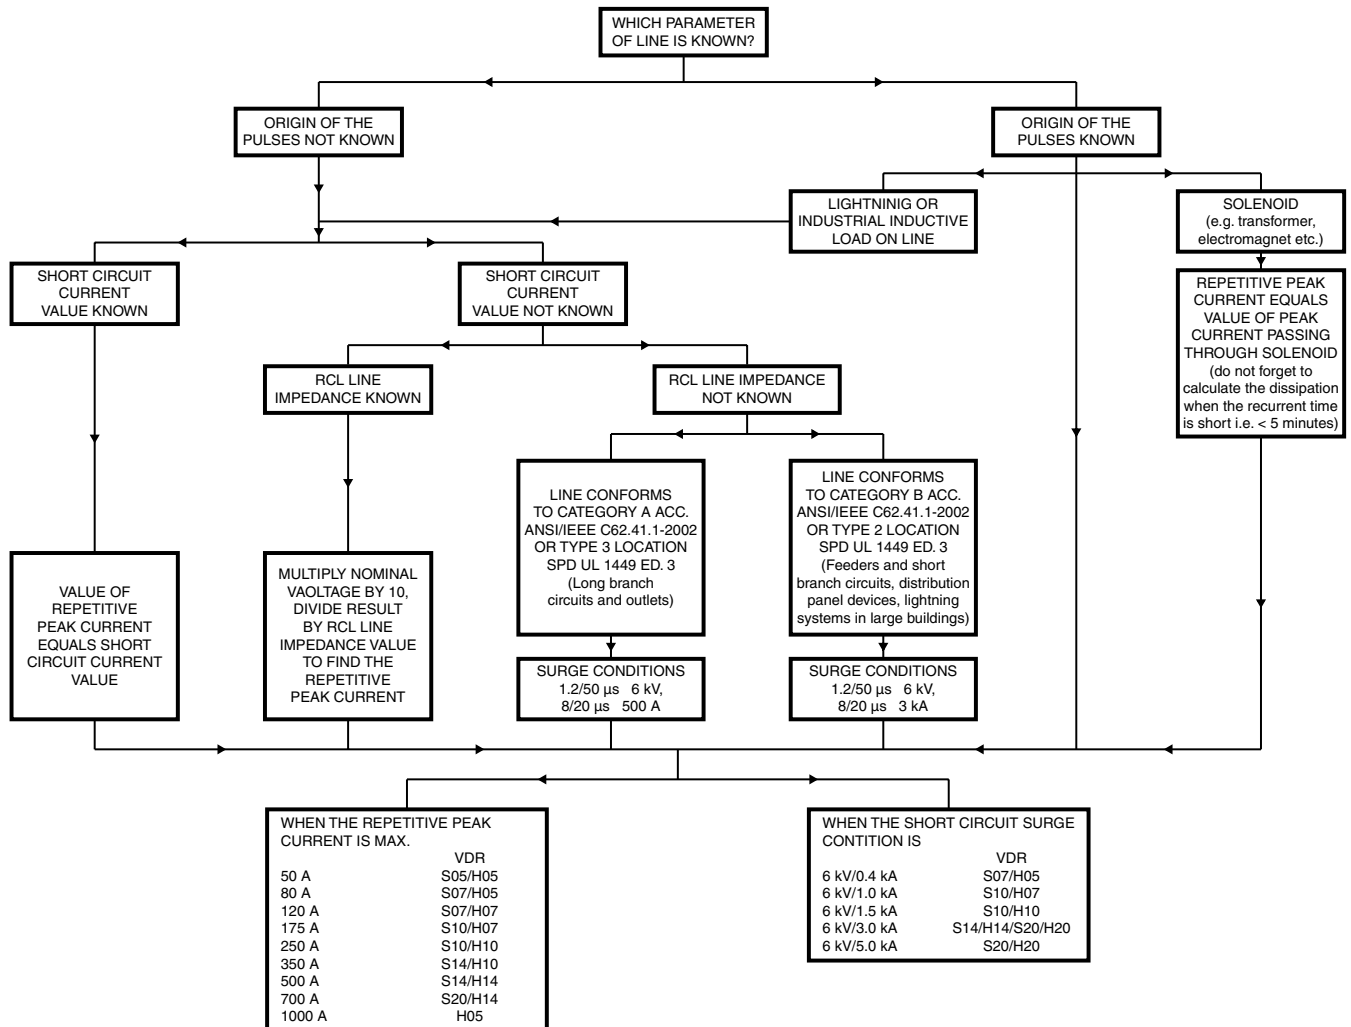 WHICH PARAMETER
OF LINE IS KNOWN?
ORIGIN OF THE
PULSES NOT KNOWN
ORIGIN OF THE
PULSES KNOWN
LIGHTNING OR
INDUSTRIAL INDUCTIVE
LOAD ON LINE
SOLENOID
(e.g. transformer,
electromagnet etc.)
SHORT CIRCUIT
CURRENT
VALUE KNOWN
SHORT CIRCUIT
CURRENT
VALUE NOT KNOWN
REPETITIVE PEAK
CURRENT EQUALS
VALUE OF PEAK
CURRENT PASSING
THROUGH SOLENOID
(do not forget to
calculate the dissipation
when the recurrent time
is short i.e. < 5 minutes)
RCL LINE
IMPEDANCE KNOWN
RCL LINE IMPEDANCE
NOT KNOWN
LINE CONFORMS
TO CATEGORY A ACC.
ANSI/IEEE C62.41.1-2002
OR TYPE 3 LOCATION
SPD UL 1449 ED. 3
(Long branch
circuits and outlets)
LINE CONFORMS
TO CATEGORY B ACC.
ANSI/IEEE C62.41.1-2002
OR TYPE 2 LOCATION
SPD UL 1449 ED. 3
(Feeders and short
branch circuits, distribution
panel devices, lightning
systems in large buildings)
VALUE OF
REPETITIVE
PEAK CURRENT
EQUALS SHORT
CIRCUIT CURRENT
VALUE
MULTIPLY NOMINAL
VAOLTAGE BY 10,
DIVIDE RESULT
BY RCL LINE
IMPEDANCE VALUE
TO FIND THE
REPETITIVE
PEAK CURRENT
SURGE CONDITIONS
1.2/50 µs 6 kV,
8/20 µs 500 A
SURGE CONDITIONS
1.2/50 µs 6 kV,
8/20 µs 3 kA
WHEN THE REPETITIVE PEAK
CURRENT IS MAX.
VDR
50 A S05/H05
80 A S07/H05
120 A S07/H07
175 A S10/H07
250 A S10/H10
350 A S14/H10
500 A S14/H14
700 A S20/H14
1000 A H05
WHEN THE SHORT CIRCUIT SURGE
CONTITION IS
VDR
6 kV/0.4 kA S07/H05
6 kV/1.0 kA S10/H07
6 kV/1.5 kA S10/H10
6 kV/3.0 kA S14/H14/S20/H20
6 kV/5.0 kA S20/H20